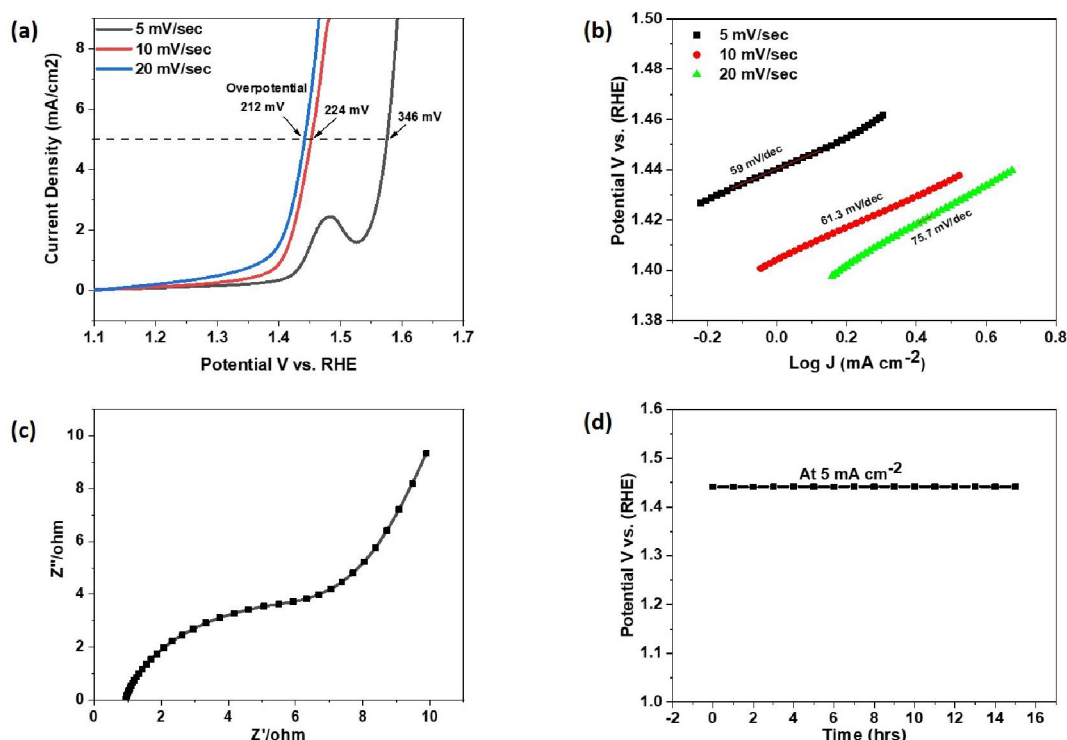 (a)
5 mV/sec
10 mV/sec
20 mV/sec
Overpotential
212 mV
224 mV
346 mV
Current Density (mA/cm2)
8
6
4
2
0
1.1 1.2 1.3 1.4 1.5 1.6 1.7
Potential V vs. RHE
(b)
5 mV/sec
10 mV/sec
20 mV/sec
59 mV/dec
61.3 mV/dec
75.7 mV/dec
Potential V vs. (RHE)
1.50
1.48
1.46
1.44
1.42
1.40
1.38
-0.2 0.0 0.2 0.4 0.6 0.8
Log J (mA cm-2)
(c)
Z''/ohm
10
8
6
4
2
0
0 2 4 6 8 10
Z'/ohm
(d)
At 5 mA cm-2
Potential V vs. (RHE)
1.6
1.5
1.4
1.3
1.2
1.1
1.0
-2 0 2 4 6 8 10 12 14 16
Time (hrs)